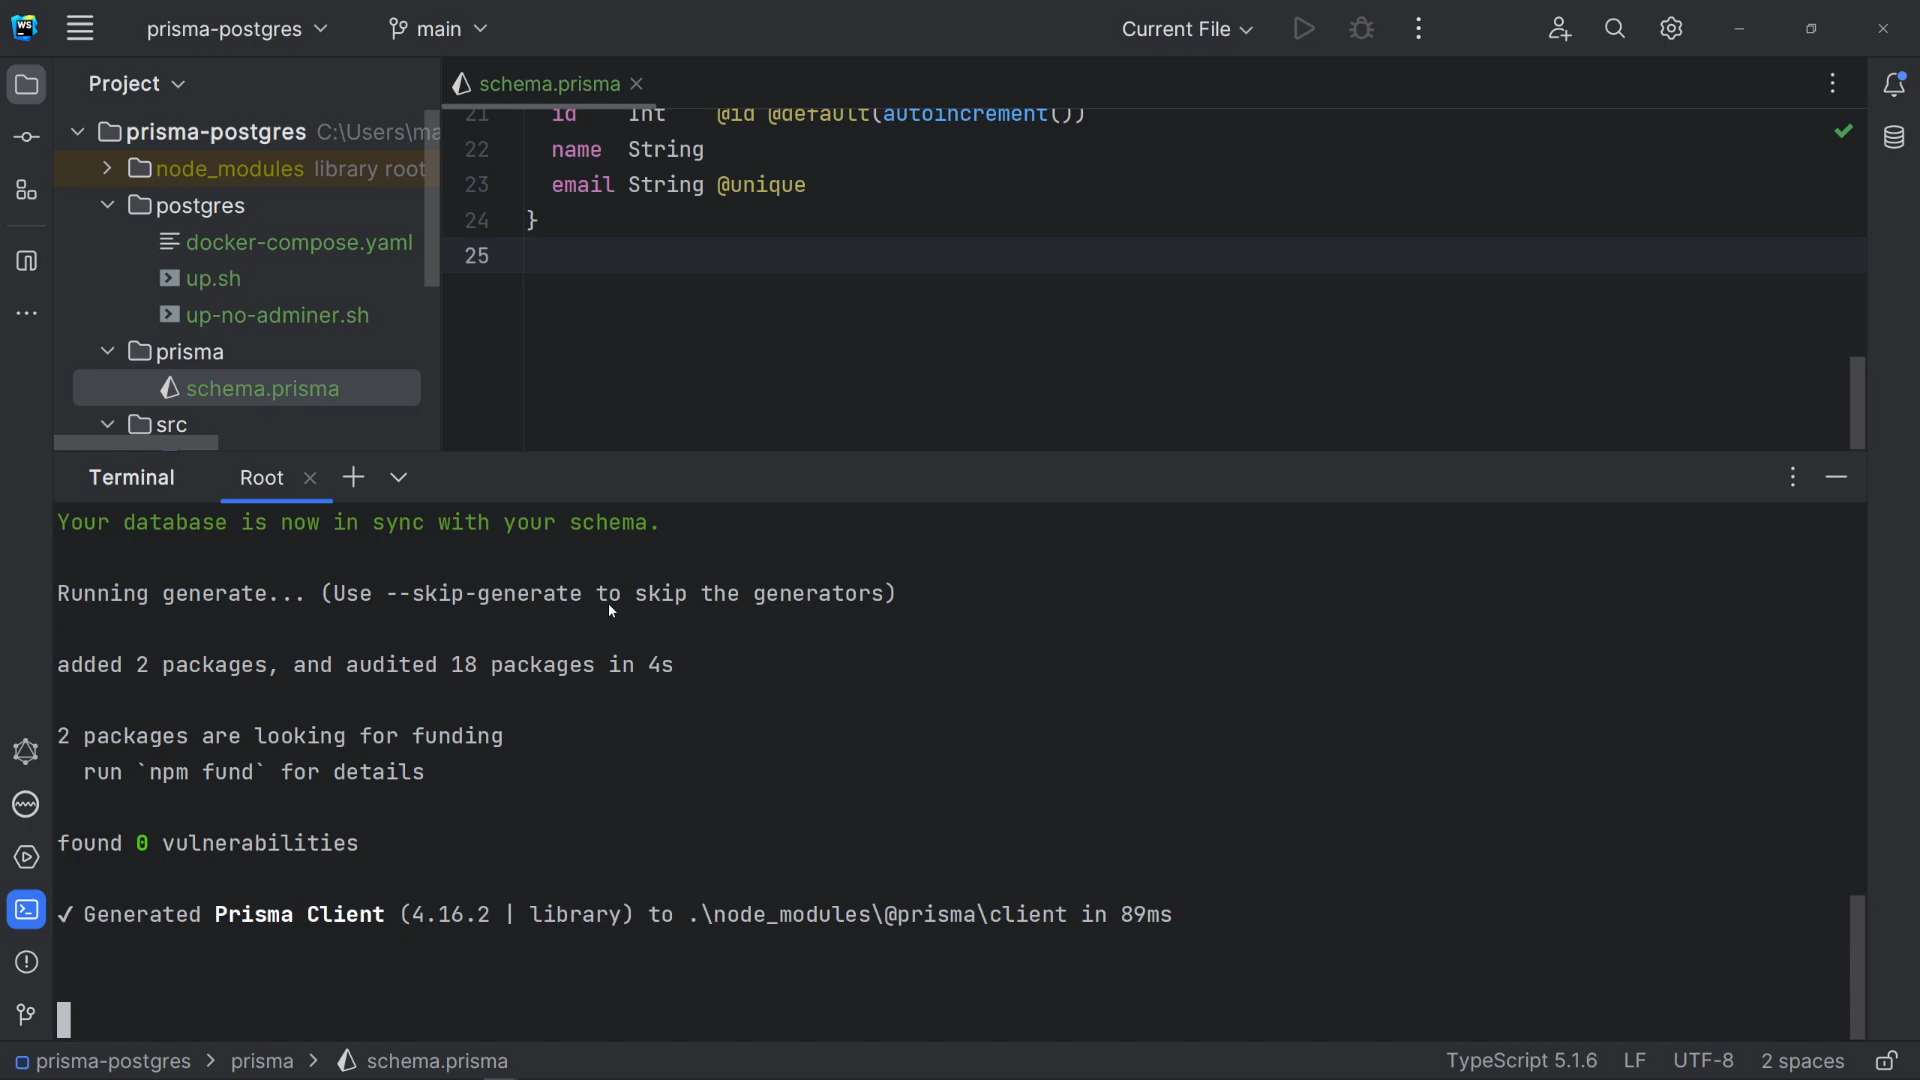 WS prisma-postgres main Current File
Project schema.prisma
prisma-postgres C:\Users\ma
node_modules library root
postgres
docker-compose.yaml
up.sh
up-no-adminer.sh
prisma
schema.prisma
src
21 id Int @id @default(autoincrement())
22 name String
23 email String @unique
24 }
25
Terminal Root
Your database is now in sync with your schema.
Running generate... (Use --skip-generate to skip the generators)
added 2 packages, and audited 18 packages in 4s
2 packages are looking for funding
run `npm fund` for details
found 0 vulnerabilities
✓ Generated Prisma Client (4.16.2 | library) to .\node_modules\@prisma\client in 89ms
prisma-postgres > prisma > schema.prisma TypeScript 5.1.6 LF UTF-8 2 spaces